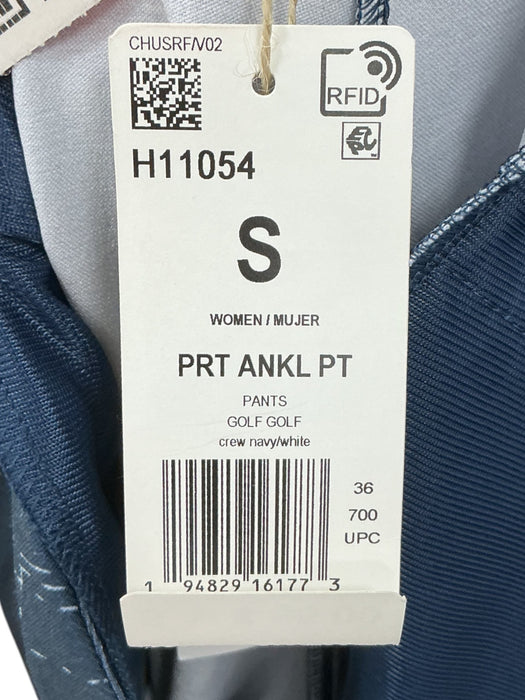 CHUSRF/V02
RFID
EPC
H11054
S
WOMEN / MUJER
PRT ANKL PT
PANTS
GOLF GOLF
crew navy/white
36
700
UPC
1 94829 16177 3